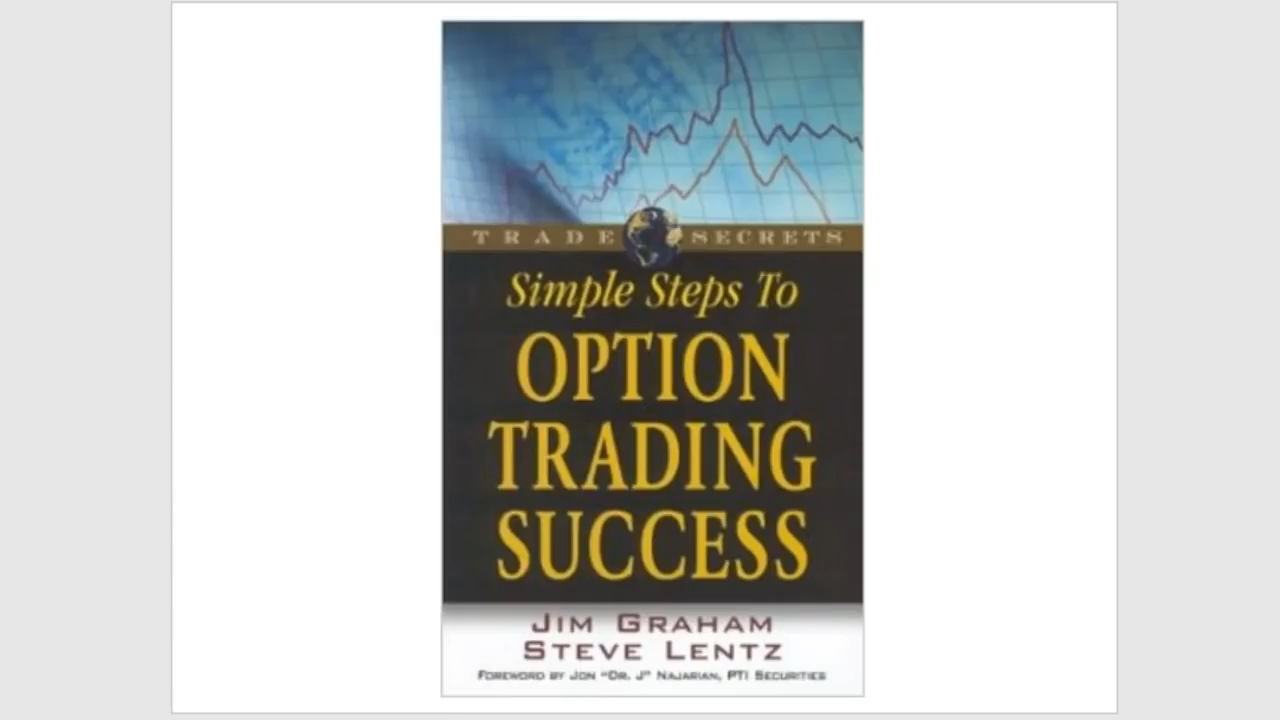 TRADE SECRETS
Simple Steps To
OPTION
TRADING
SUCCESS
JIM GRAHAM
STEVE LENTZ
FOREWORD BY JON "DR. J" NAJARIAN, PTI SECURITIES